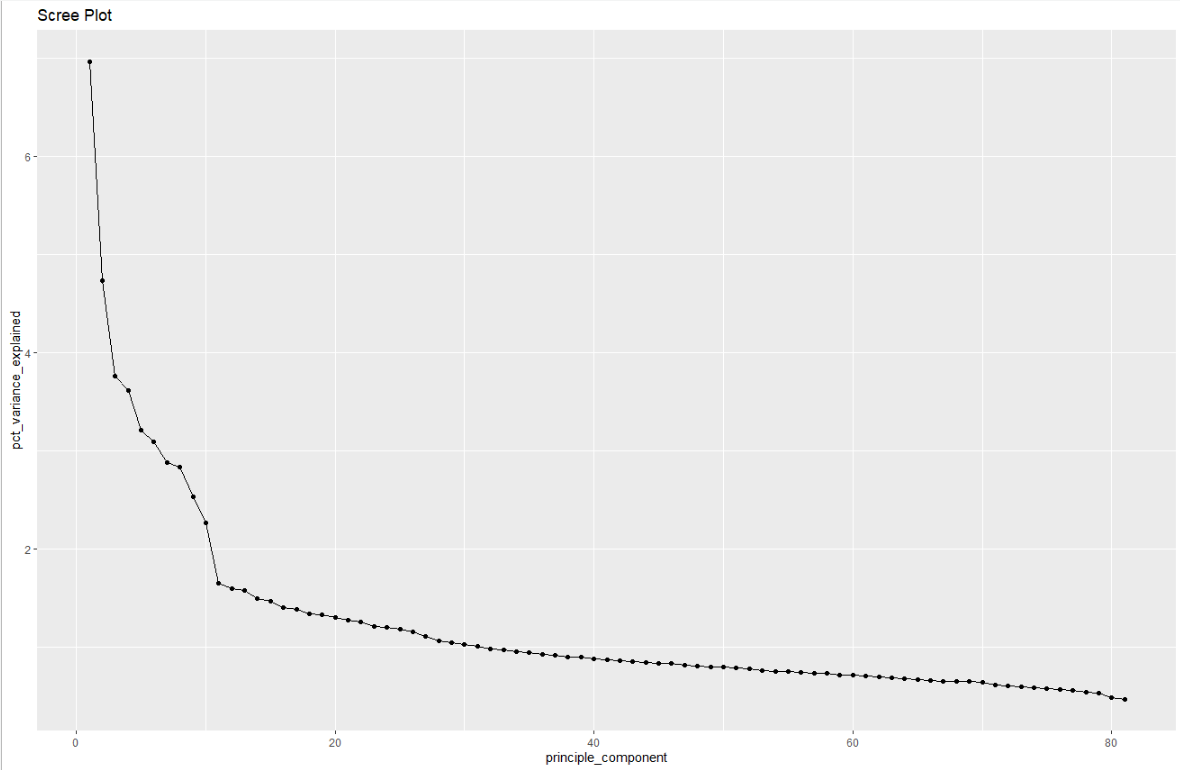 Scree Plot
6
4
2
pct_variance_explained
0 20 40 60 80
principle_component